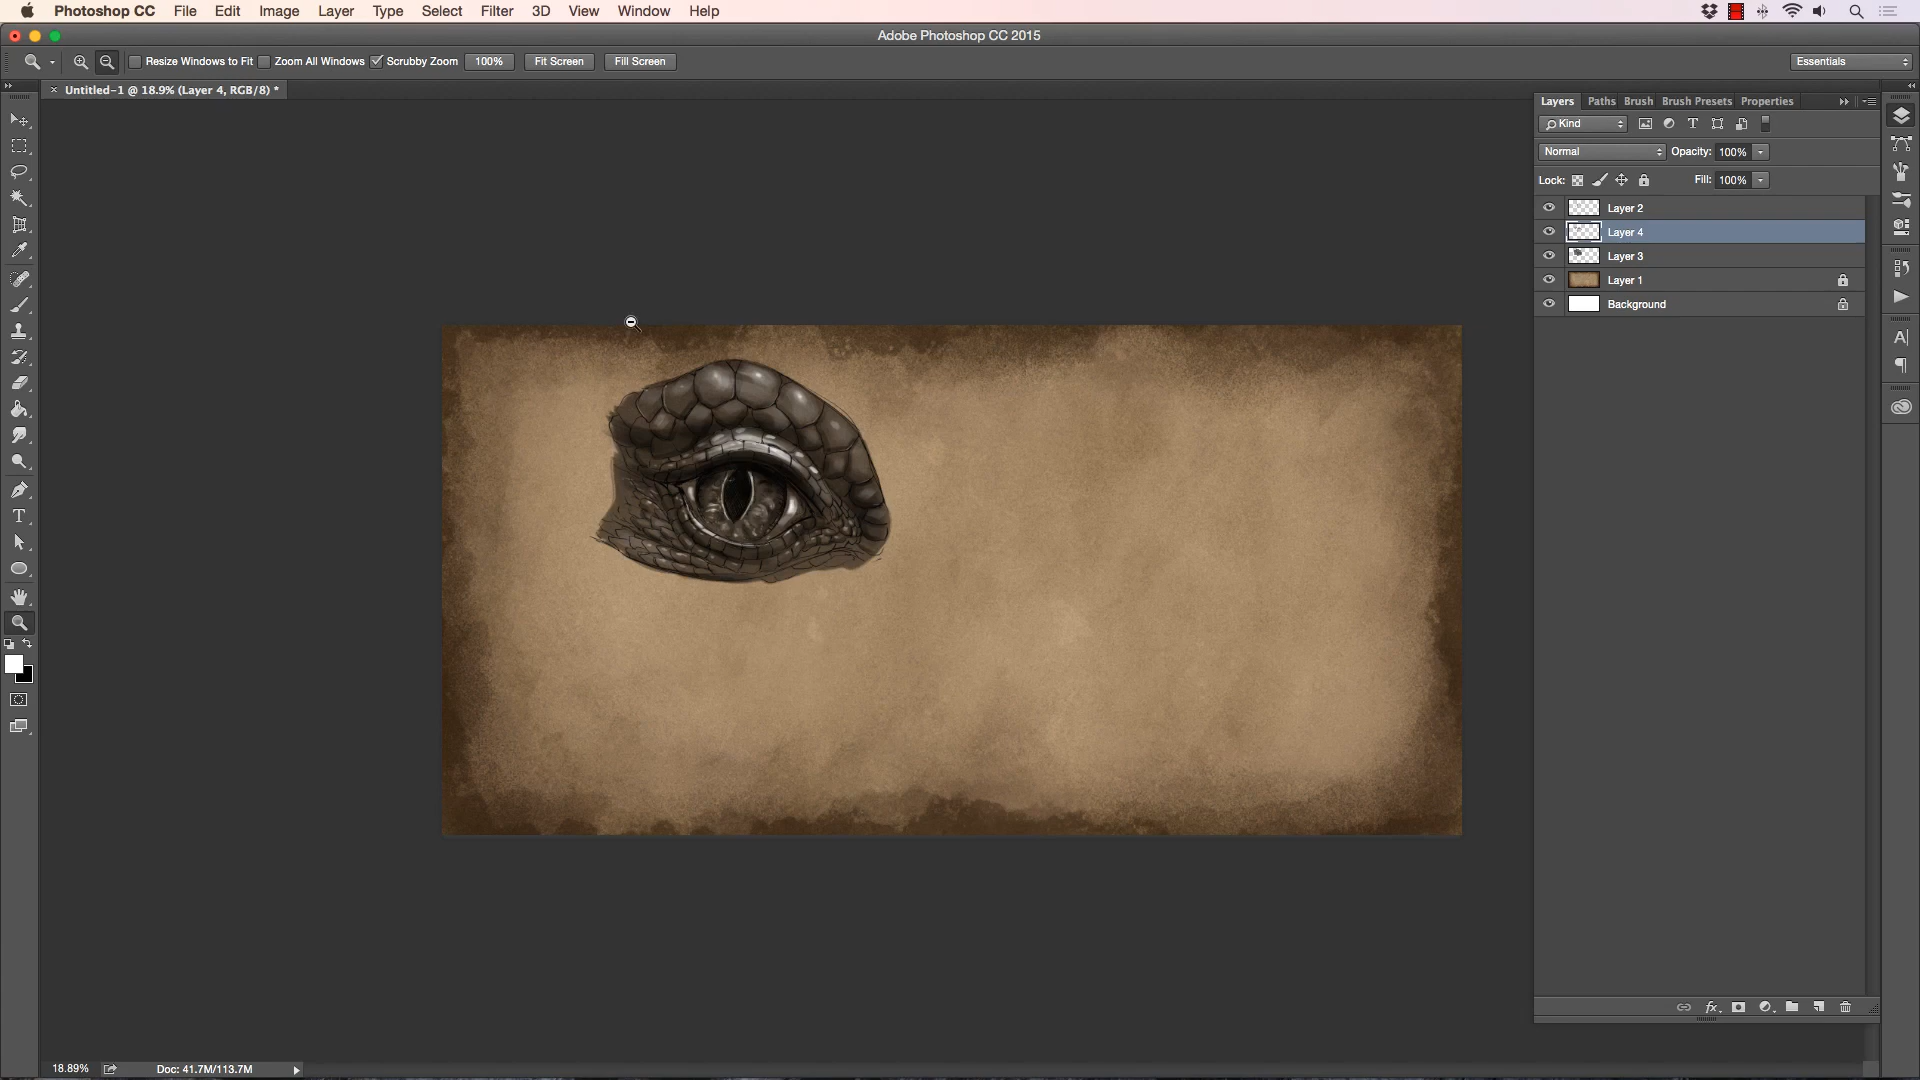 Photoshop CC File Edit Image Layer Type Select Filter 3D View Window Help
Adobe Photoshop CC 2015
Resize Windows to Fit Zoom All Windows Scrubby Zoom 100% Fit Screen Fill Screen Essentials
Untitled-1 @ 18.9% (Layer 4, RGB/8) *
Layers Paths Brush Brush Presets Properties
Kind
Normal Opacity: 100%
Lock: Fill: 100%
Layer 2
Layer 4
Layer 3
Layer 1
Background
18.89% Doc: 41.7M/113.7M